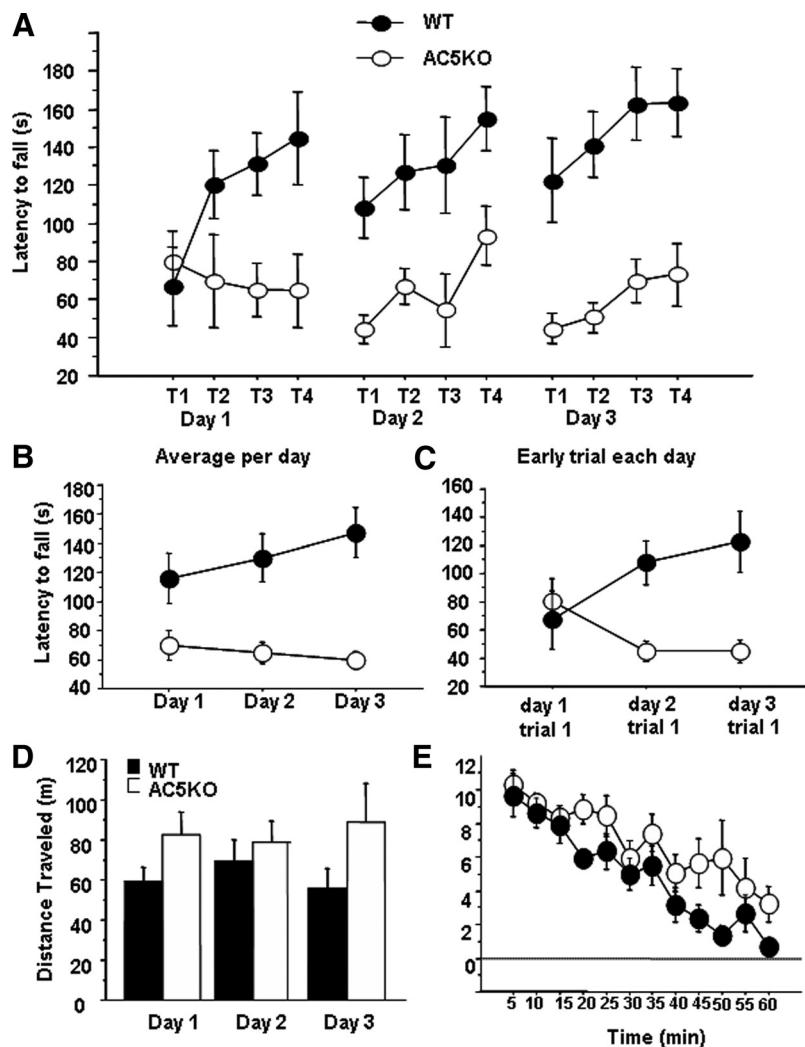 A
WT
AC5KO
Latency to fall (s)
180
160
140
120
100
80
60
40
20
T1 T2 T3 T4 T1 T2 T3 T4 T1 T2 T3 T4
Day 1 Day 2 Day 3
B
Average per day
Latency to fall (s)
180
160
140
120
100
80
60
40
Day 1 Day 2 Day 3
C
Early trial each day
160
140
120
100
80
60
40
20
day 1 day 2 day 3
trial 1 trial 1 trial 1
D
WT
AC5KO
Distance Traveled (m)
120
100
80
60
40
20
0
Day 1 Day 2 Day 3
E
12
10
8
6
4
2
0
5 10 15 20 25 30 35 40 45 50 55 60
Time (min)